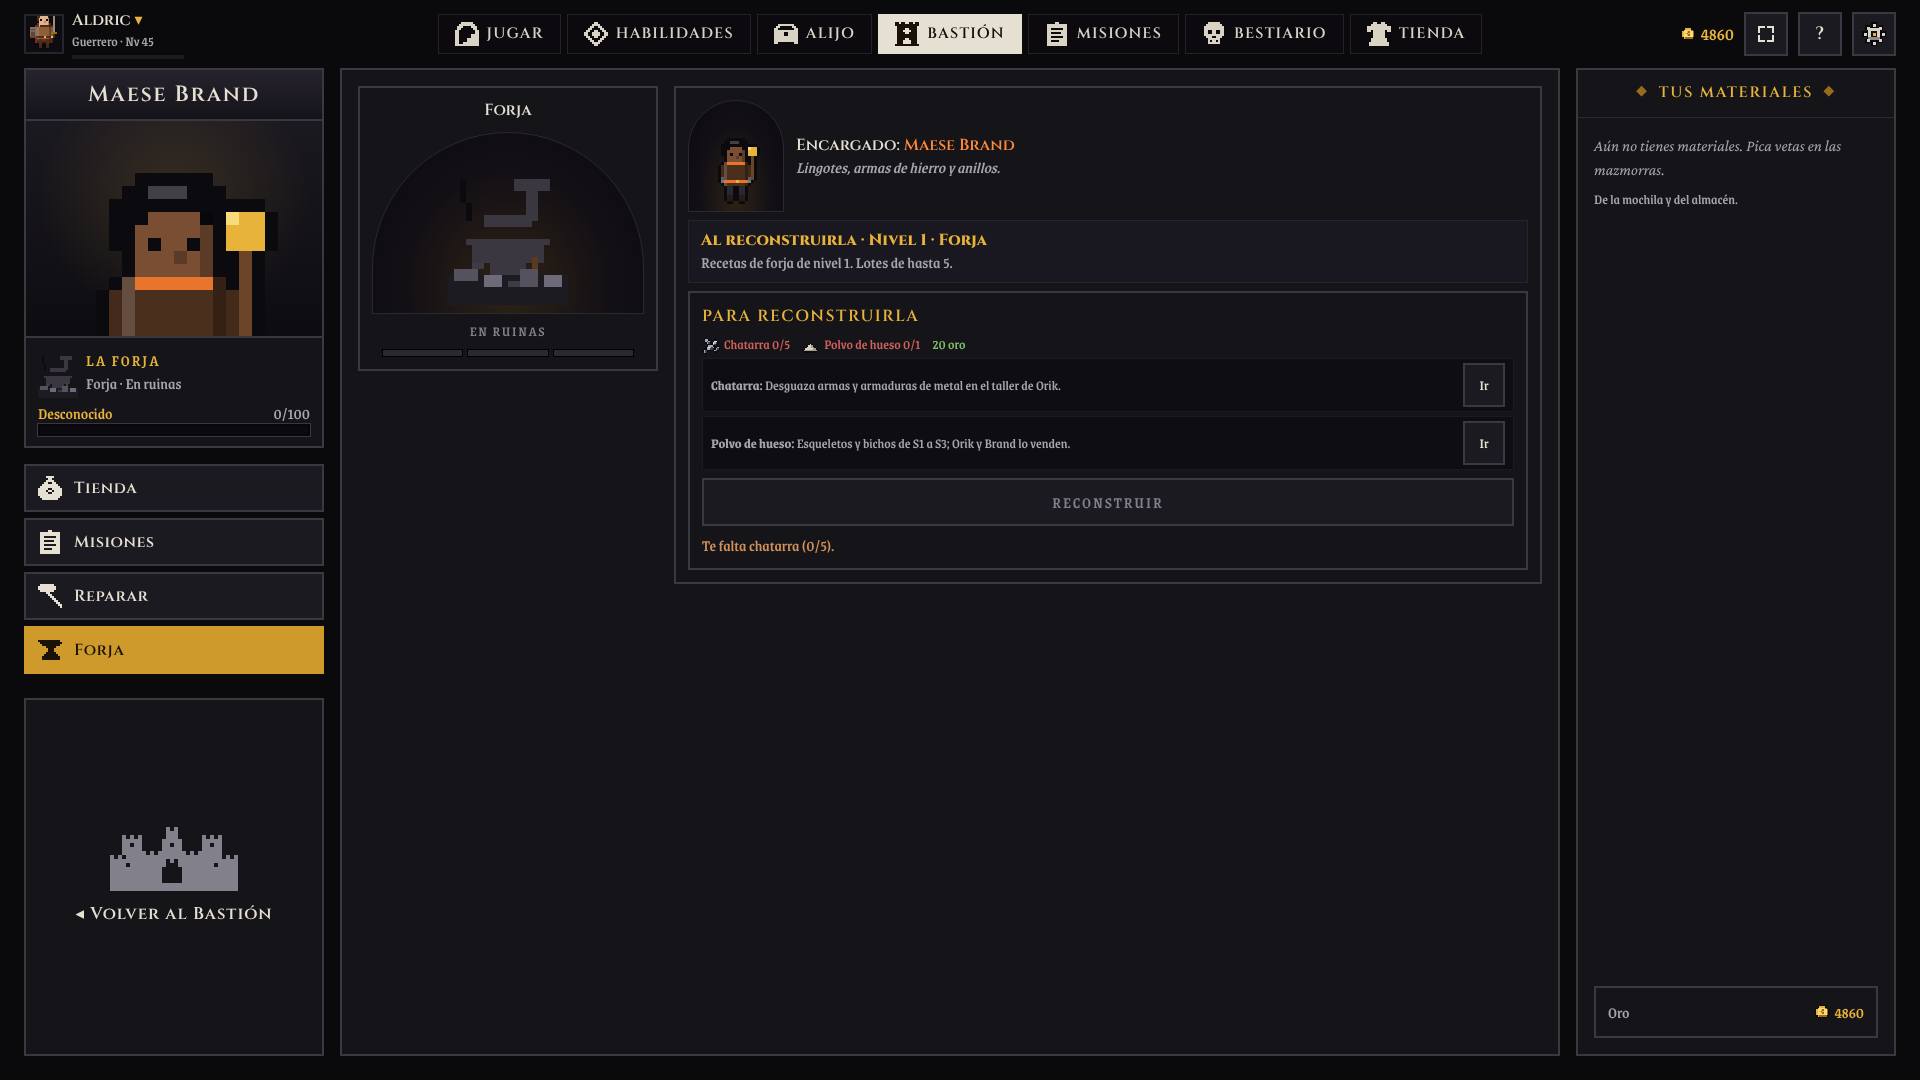 Aldric ▼
Guerrero · Nv 45
JUGAR
HABILIDADES
ALIJO
BASTIÓN
MISIONES
BESTIARIO
TIENDA
4860
?
Maese Brand
LA FORJA
Forja · En ruinas
Desconocido 0/100
Tienda
Misiones
Reparar
Forja
◂ Volver al Bastión
Forja
EN RUINAS
Encargado: Maese Brand
Lingotes, armas de hierro y anillos.
Al reconstruirla · Nivel 1 · Forja
Recetas de forja de nivel 1. Lotes de hasta 5.
PARA RECONSTRUIRLA
Chatarra 0/5 Polvo de hueso 0/1 20 oro
Chatarra: Desguaza armas y armaduras de metal en el taller de Orik.
Ir
Polvo de hueso: Esqueletos y bichos de S1 a S3; Orik y Brand lo venden.
Ir
RECONSTRUIR
Te falta chatarra (0/5).
◆ TUS MATERIALES ◆
Aún no tienes materiales. Pica vetas en las
mazmorras.
De la mochila y del almacén.
Oro 4860